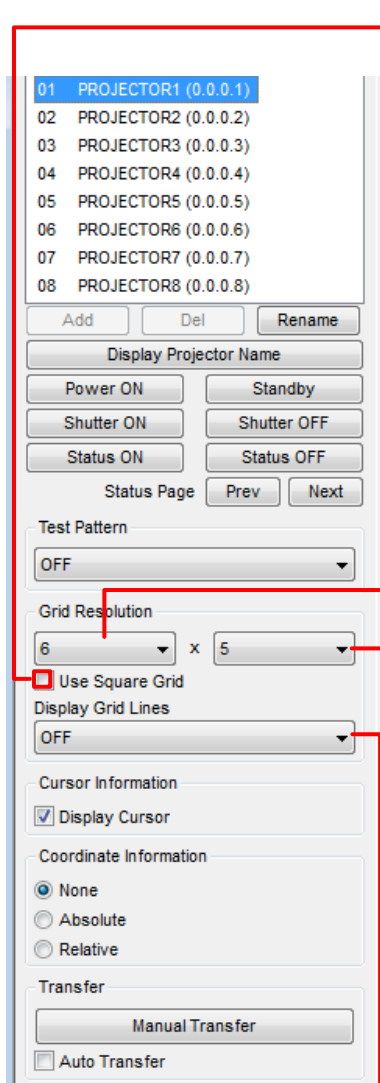 01 PROJECTOR1 (0.0.0.1)
02 PROJECTOR2 (0.0.0.2)
03 PROJECTOR3 (0.0.0.3)
04 PROJECTOR4 (0.0.0.4)
05 PROJECTOR5 (0.0.0.5)
06 PROJECTOR6 (0.0.0.6)
07 PROJECTOR7 (0.0.0.7)
08 PROJECTOR8 (0.0.0.8)
Add Del Rename
Display Projector Name
Power ON Standby
Shutter ON Shutter OFF
Status ON Status OFF
Status Page Prev Next
Test Pattern
OFF
Grid Resolution
6 x 5
Use Square Grid
Display Grid Lines
OFF
Cursor Information
Display Cursor
Coordinate Information
None
Absolute
Relative
Transfer
Manual Transfer
Auto Transfer